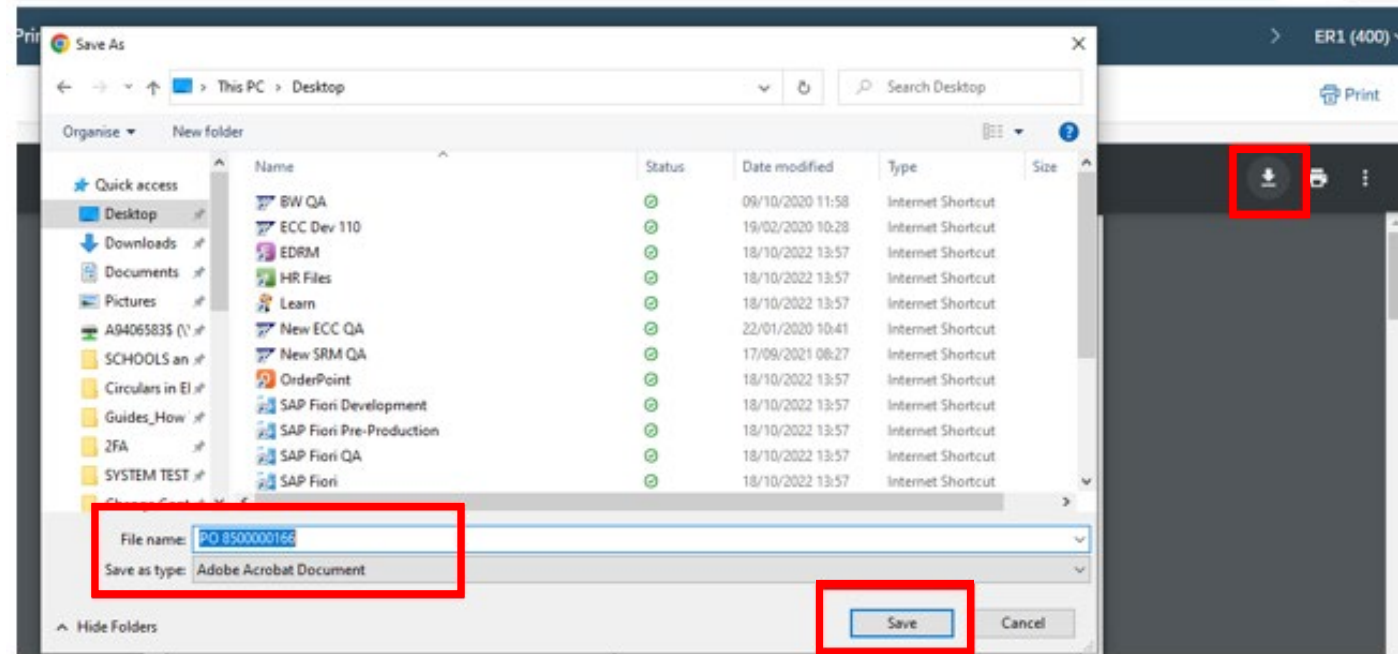 Prin
Save As
ER1 (400)
This PC > Desktop
Search Desktop
Print
Organise
New folder
Name Status Date modified Type Size
Quick access
Desktop
Downloads
Documents
Pictures
A9406583$ (\'
SCHOOLS an
Circulars in El
Guides_How
2FA
SYSTEM TEST
BW QA 09/10/2020 11:58 Internet Shortcut
ECC Dev 110 19/02/2020 10:28 Internet Shortcut
EDRM 18/10/2022 13:57 Internet Shortcut
HR Files 18/10/2022 13:57 Internet Shortcut
Learn 18/10/2022 13:57 Internet Shortcut
New ECC QA 22/01/2020 10:41 Internet Shortcut
New SRM QA 17/09/2021 08:27 Internet Shortcut
OrderPoint 18/10/2022 13:57 Internet Shortcut
SAP Fiori Development 18/10/2022 13:57 Internet Shortcut
SAP Fiori Pre-Production 18/10/2022 13:57 Internet Shortcut
SAP Fiori QA 18/10/2022 13:57 Internet Shortcut
SAP Fiori 18/10/2022 13:57 Internet Shortcut
File name: PO 8500000166
Save as type: Adobe Acrobat Document
Hide Folders
Save
Cancel